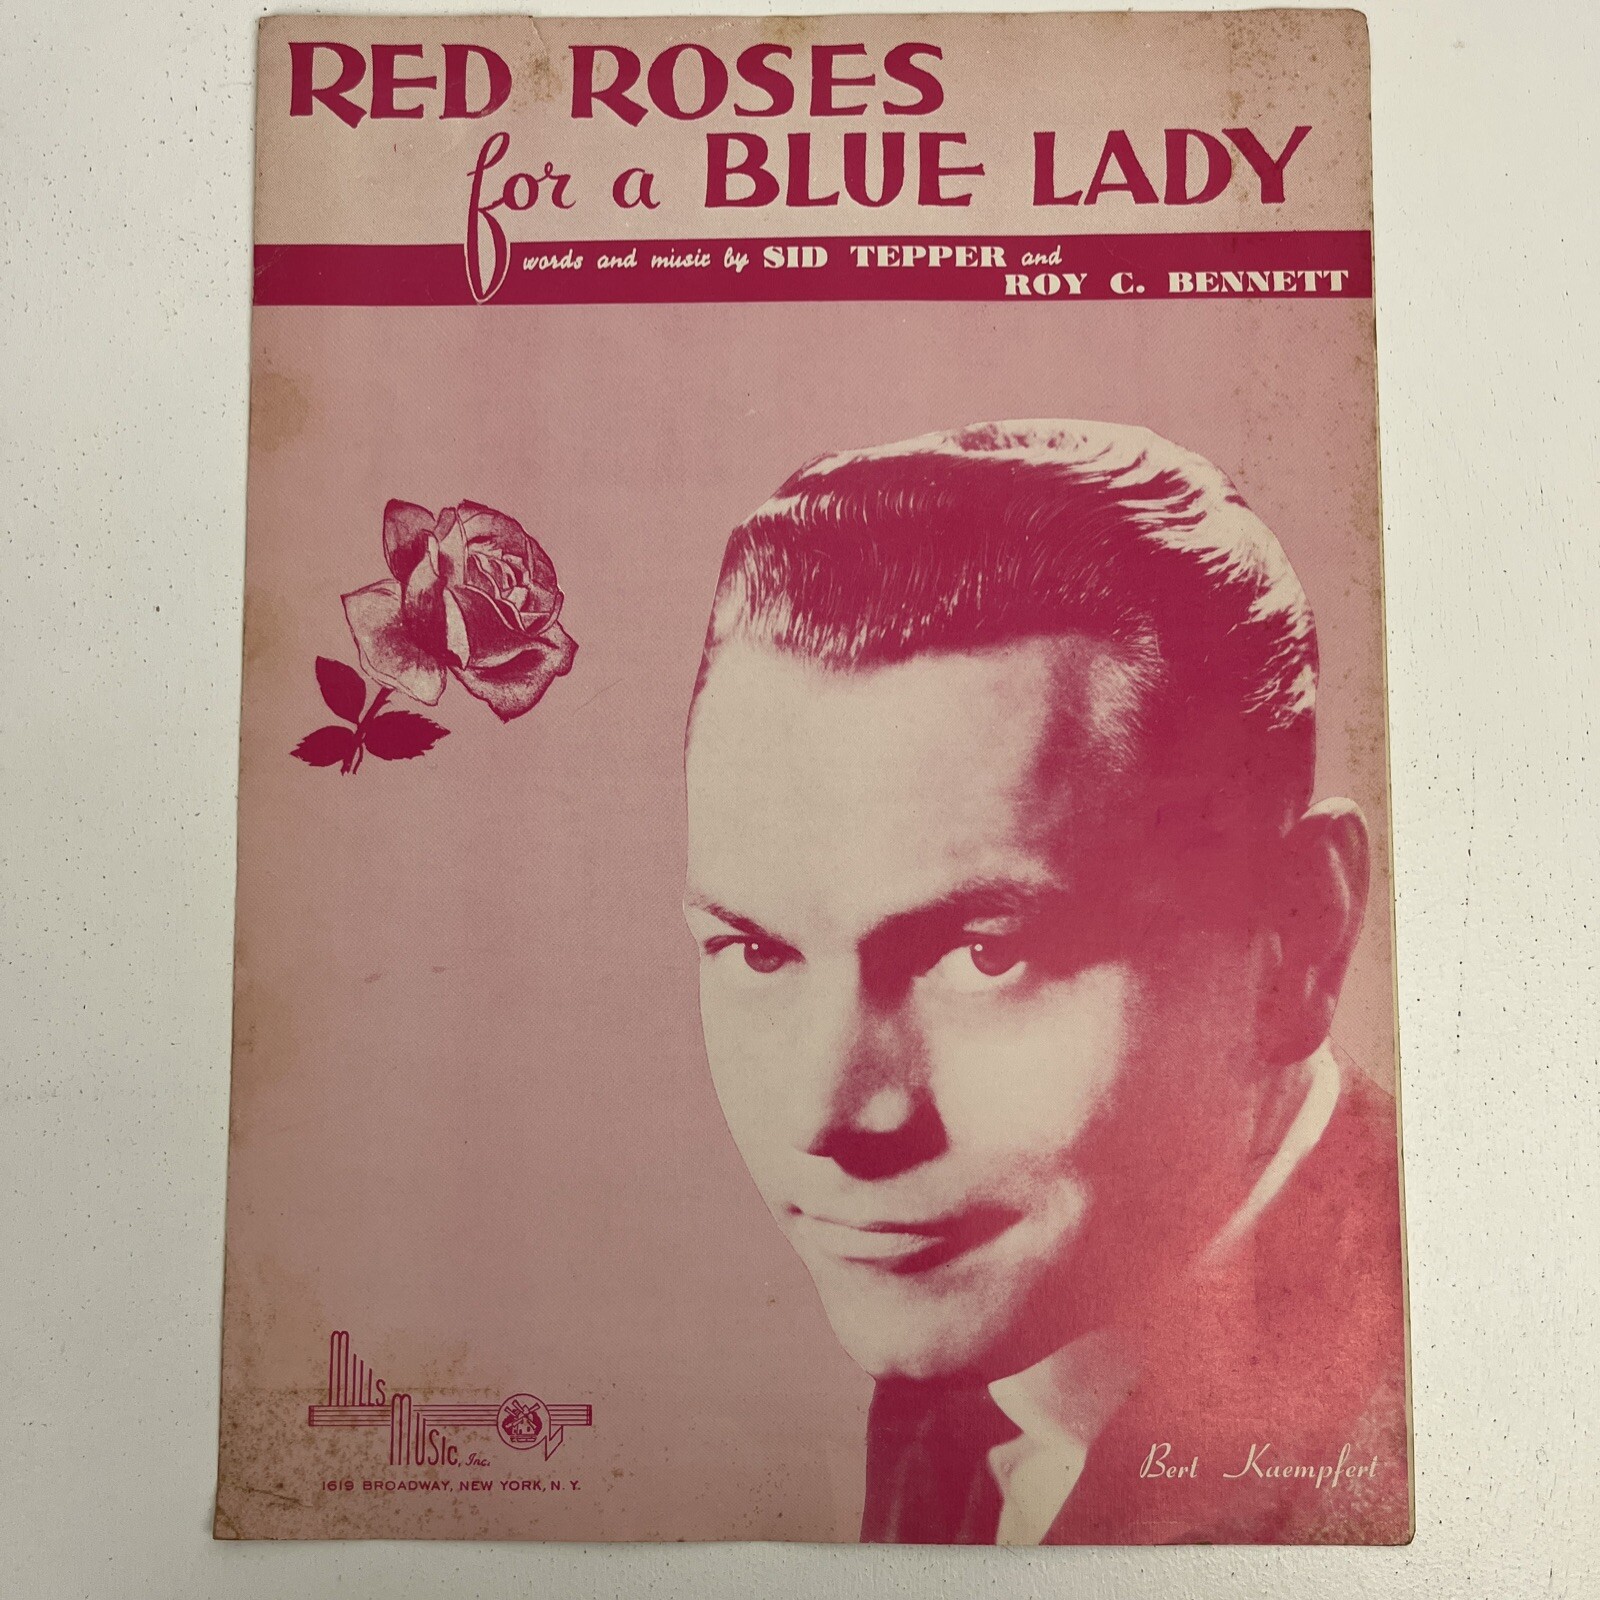 RED ROSES
for a BLUE LADY
words and music by SID TEPPER and
ROY C. BENNETT
MILLS
MUSIC, Inc.
1619 BROADWAY, NEW YORK, N. Y.
Bert Kaempfert